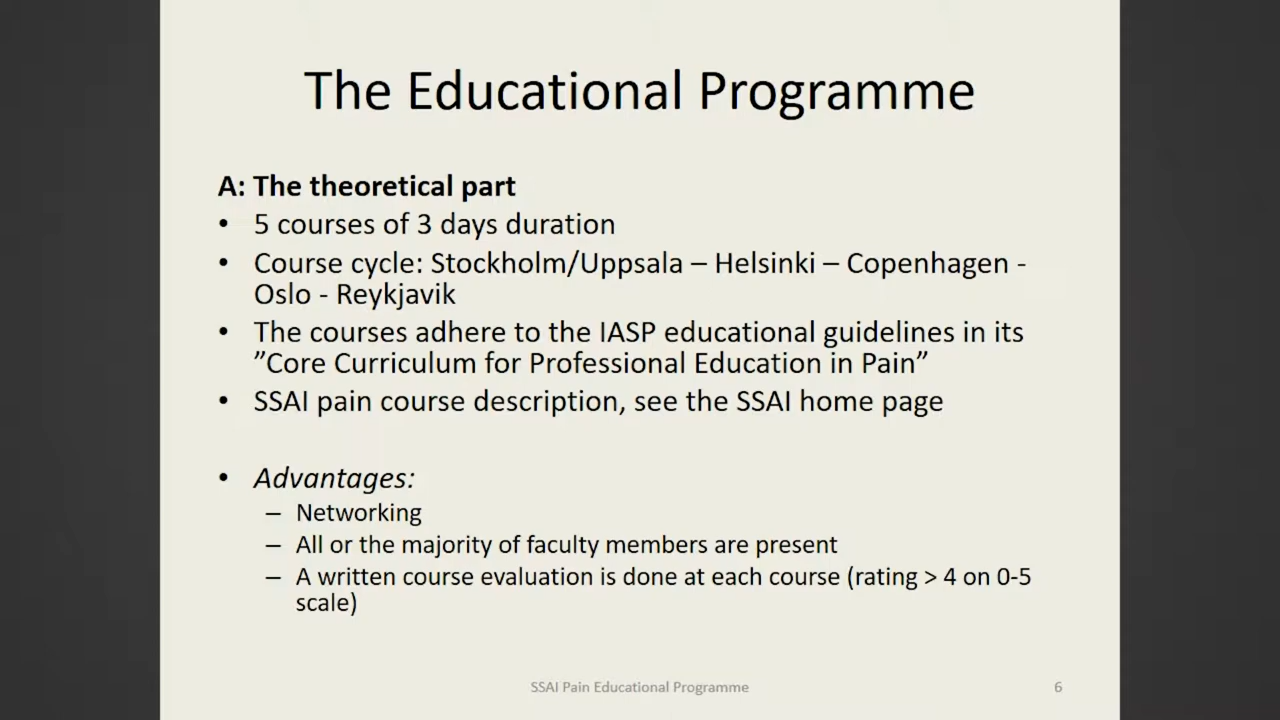 The Educational Programme
A: The theoretical part
• 5 courses of 3 days duration
• Course cycle: Stockholm/Uppsala – Helsinki – Copenhagen -
Oslo - Reykjavik
• The courses adhere to the IASP educational guidelines in its
”Core Curriculum for Professional Education in Pain”
• SSAI pain course description, see the SSAI home page
• Advantages:
– Networking
– All or the majority of faculty members are present
– A written course evaluation is done at each course (rating > 4 on 0-5
scale)
SSAI Pain Educational Programme 6